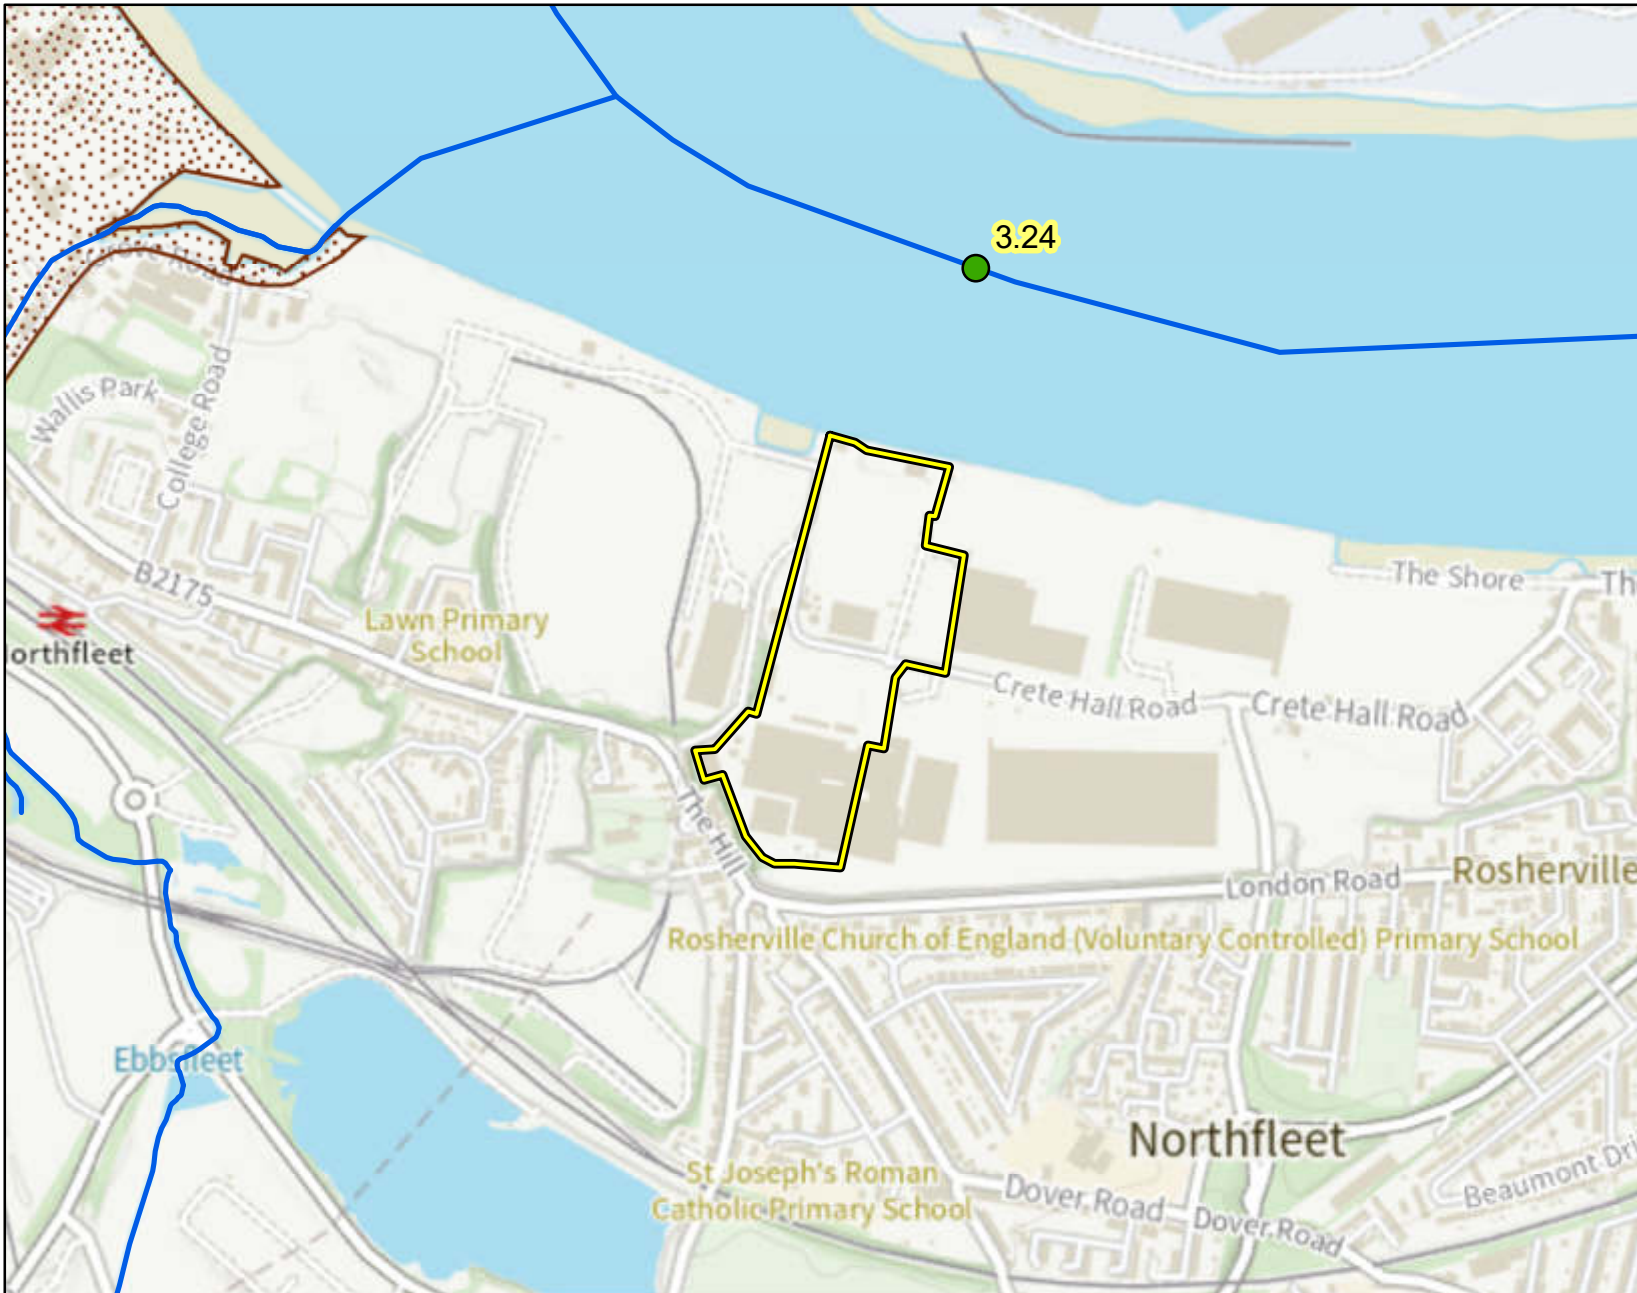 3.24
Wallis Park
College Road
B2175
The Shore
Th
Lawn Primary
School
orthfleet
Crete Hall Road
Crete Hall Road
The Hill
London Road
Rosherville
Rosherville Church of England (Voluntary Controlled) Primary School
Ebbsfleet
Northfleet
St Joseph's Roman
Catholic Primary School
Dover Road
Dover Road
Beaumont Dri